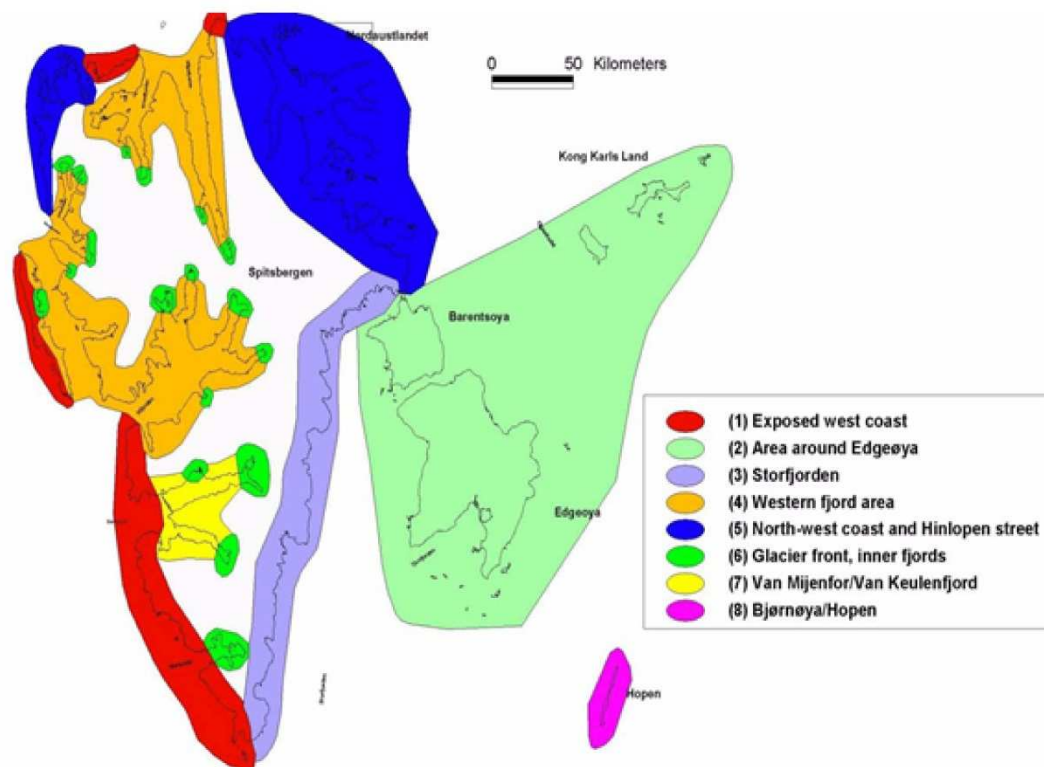 Nordaustlandet
0 50 Kilometers
Kong Karls Land
Spitsbergen
Barentsoya
Edgeoya
Hopen
(1) Exposed west coast
(2) Area around Edgeøya
(3) Storfjorden
(4) Western fjord area
(5) North-west coast and Hinlopen street
(6) Glacier front, inner fjords
(7) Van Mijenfor/Van Keulenfjord
(8) Bjørnøya/Hopen